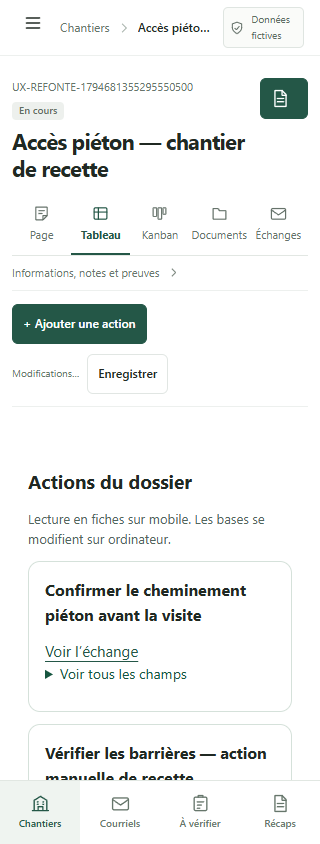 Chantiers > Accès piéto...
Données
fictives
UX-REFONTE-1794681355295550500
En cours
Accès piéton — chantier
de recette
Page
Tableau
Kanban
Documents
Échanges
Informations, notes et preuves >
+ Ajouter une action
Modifications...
Enregistrer
Actions du dossier
Lecture en fiches sur mobile. Les bases se
modifient sur ordinateur.
Confirmer le cheminement
piéton avant la visite
Voir l'échange
▶ Voir tous les champs
Vérifier les barrières — action
manuelle de recette
Chantiers
Courriels
À vérifier
Récaps